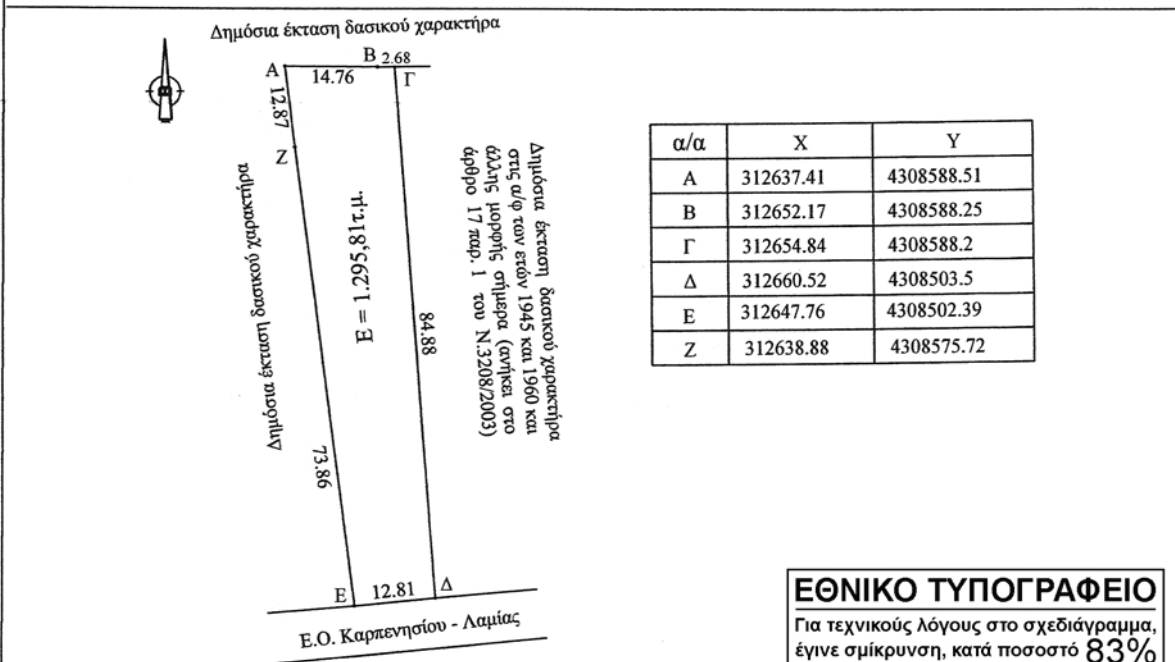 Δημόσια έκταση δασικού χαρακτήρα
Α
14.76
Β
2.68
Γ
12.87
Ζ
Δημόσια έκταση δασικού χαρακτήρα
Ε = 1.295,81τ.μ.
84.88
Δημόσια έκταση δασικού χαρακτήρα
στις α/φ των ετών 1945 και 1960 και
άλλης μορφής σήμερα (ανήκει στο
άρθρο 17 παρ. 1 του Ν.3208/2003)
73.86
Ε
12.81
Δ
Ε.Ο. Καρπενησίου - Λαμίας
α/α Χ Υ
Α 312637.41 4308588.51
Β 312652.17 4308588.25
Γ 312654.84 4308588.2
Δ 312660.52 4308503.5
Ε 312647.76 4308502.39
Ζ 312638.88 4308575.72
ΕΘΝΙΚΟ ΤΥΠΟΓΡΑΦΕΙΟ
Για τεχνικούς λόγους στο σχεδιάγραμμα,
έγινε σμίκρυνση, κατά ποσοστό 83%